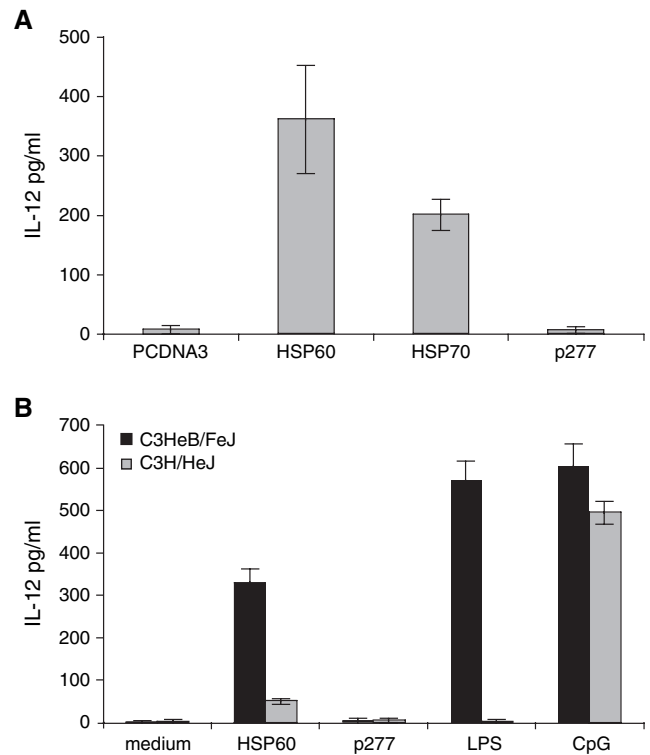 A
IL-12 pg/ml
500
400
300
200
100
0
PCDNA3 HSP60 HSP70 p277
B
IL-12 pg/ml
700
600
500
400
300
200
100
0
C3HeB/FeJ
C3H/HeJ
medium HSP60 p277 LPS CpG